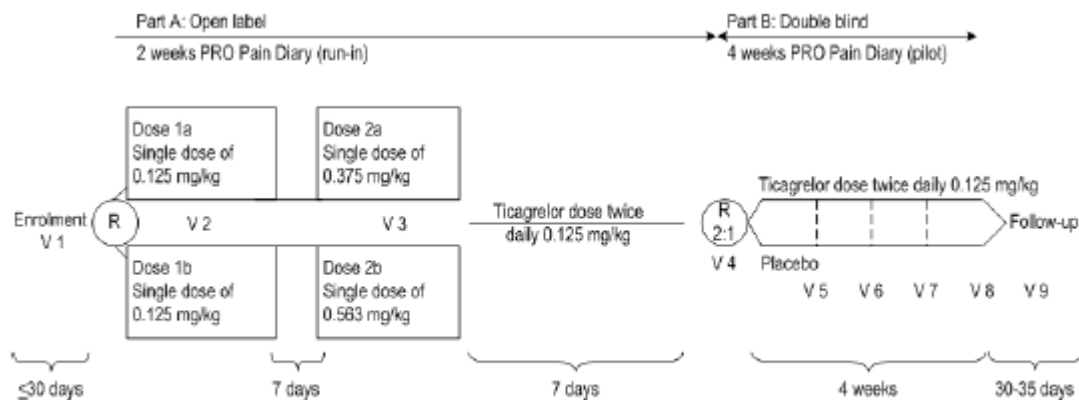 Part A: Open label
2 weeks PRO Pain Diary (run-in)
Part B: Double blind
4 weeks PRO Pain Diary (pilot)
Dose 1a
Single dose of
0.125 mg/kg
Dose 2a
Single dose of
0.375 mg/kg
Enrolment
V 1
R
V 2
V 3
Ticagrelor dose twice
daily 0.125 mg/kg
R
2:1
V 4
Ticagrelor dose twice daily 0.125 mg/kg
Placebo
Follow-up
V 5
V 6
V 7
V 8
V 9
Dose 1b
Single dose of
0.125 mg/kg
Dose 2b
Single dose of
0.563 mg/kg
≤30 days
7 days
7 days
4 weeks
30-35 days